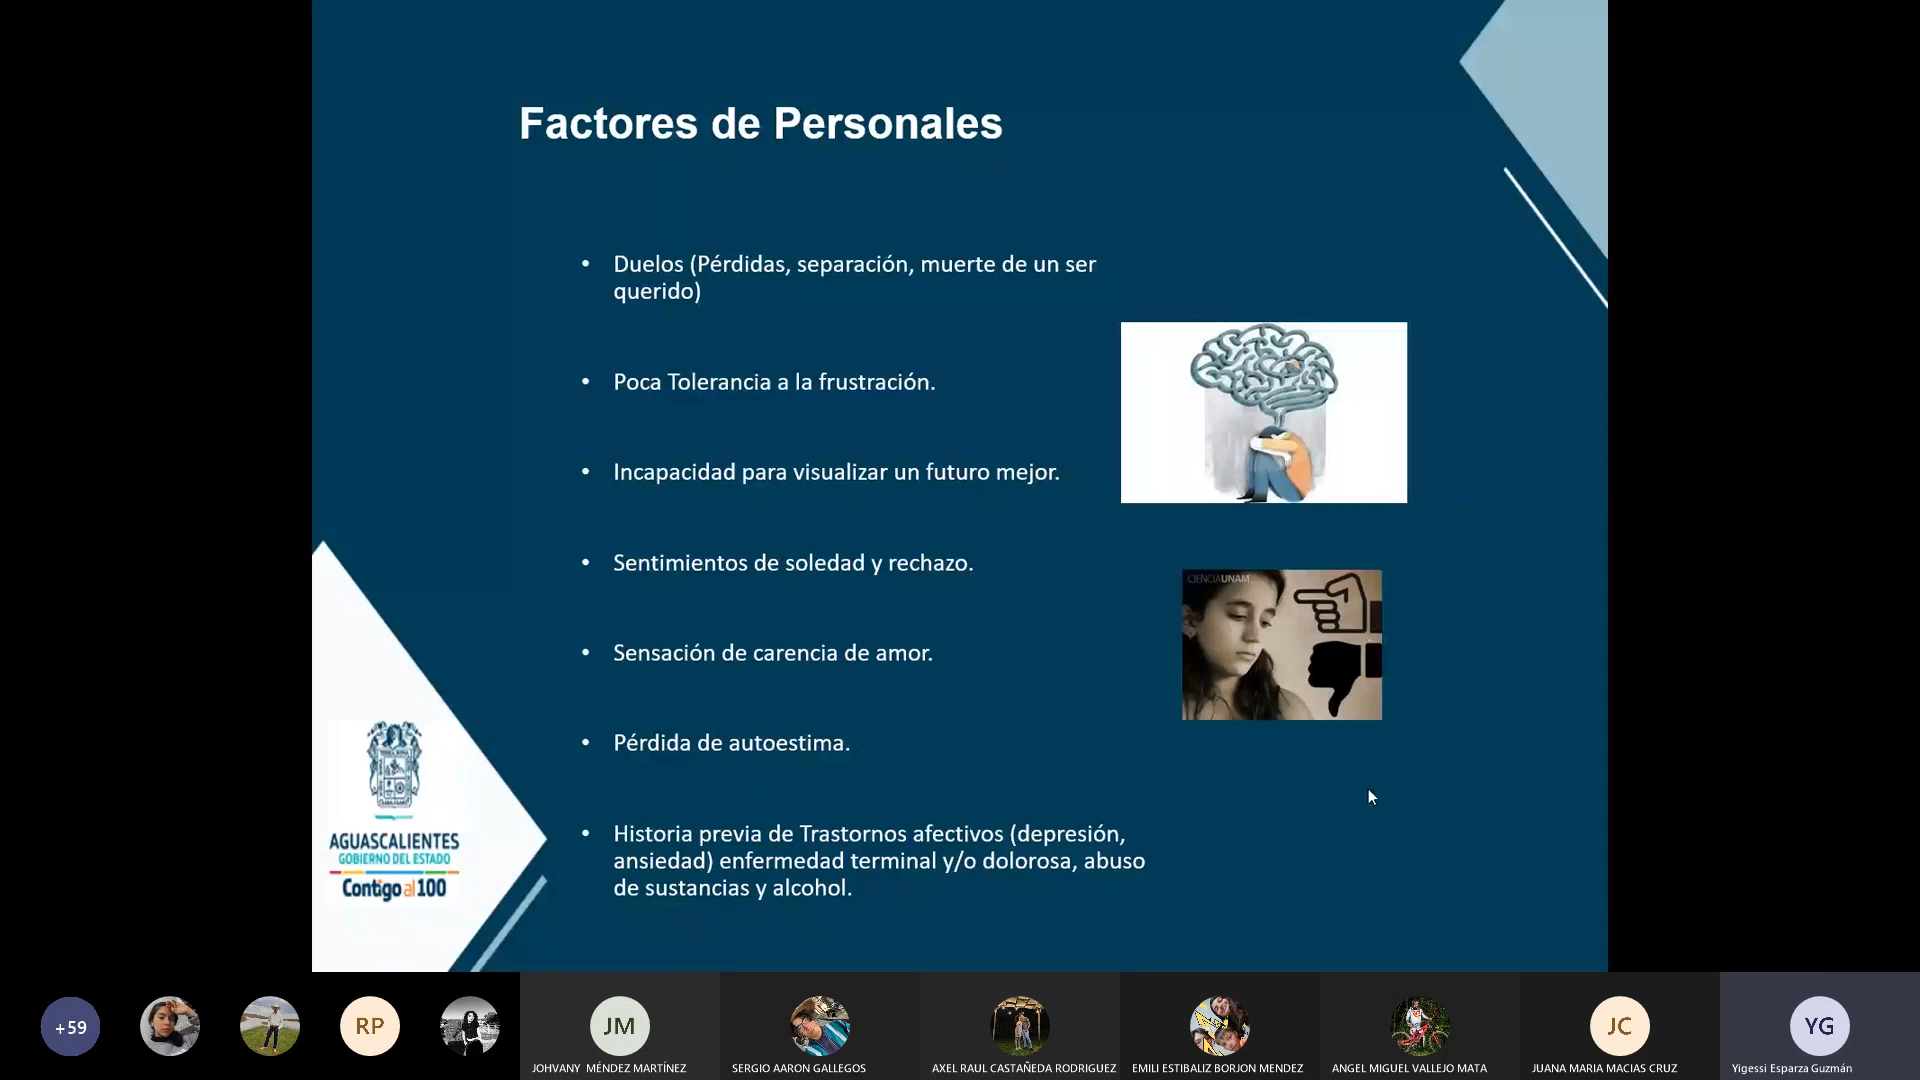 Factores de Personales
• Duelos (Pérdidas, separación, muerte de un ser
querido)
• Poca Tolerancia a la frustración.
• Incapacidad para visualizar un futuro mejor.
• Sentimientos de soledad y rechazo.
• Sensación de carencia de amor.
• Pérdida de autoestima.
• Historia previa de Trastornos afectivos (depresión,
ansiedad) enfermedad terminal y/o dolorosa, abuso
de sustancias y alcohol.
CIENCIAUNAM
AGUASCALIENTES
GOBIERNO DEL ESTADO
Contigo al 100
+59
RP
JM
JOHVANY MÉNDEZ MARTÍNEZ
SERGIO AARON GALLEGOS
AXEL RAUL CASTAÑEDA RODRIGUEZ
EMILI ESTIBALIZ BORJON MENDEZ
ANGEL MIGUEL VALLEJO MATA
JC
JUANA MARIA MACIAS CRUZ
YG
Yigessi Esparza Guzmán